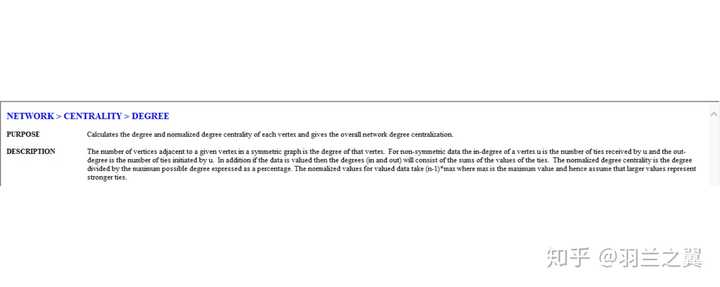 NETWORK > CENTRALITY > DEGREE
PURPOSE Calculates the degree and normalized degree centrality of each vertex and gives the overall network degree centralization.
DESCRIPTION The number of vertices adjacent to a given vertex in a symmetric graph is the degree of that vertex. For non-symmetric data the in-degree of a vertex u is the number of ties received by u and the out-
degree is the number of ties initiated by u. In addition if the data is valued then the degrees (in and out) will consist of the sums of the values of the ties. The normalized degree centrality is the degree
divided by the maximum possible degree expressed as a percentage. The normalized values for valued data take (n-1)*max where max is the maximum value and hence assume that larger values represent
stronger ties.
知乎 @羽兰之翼